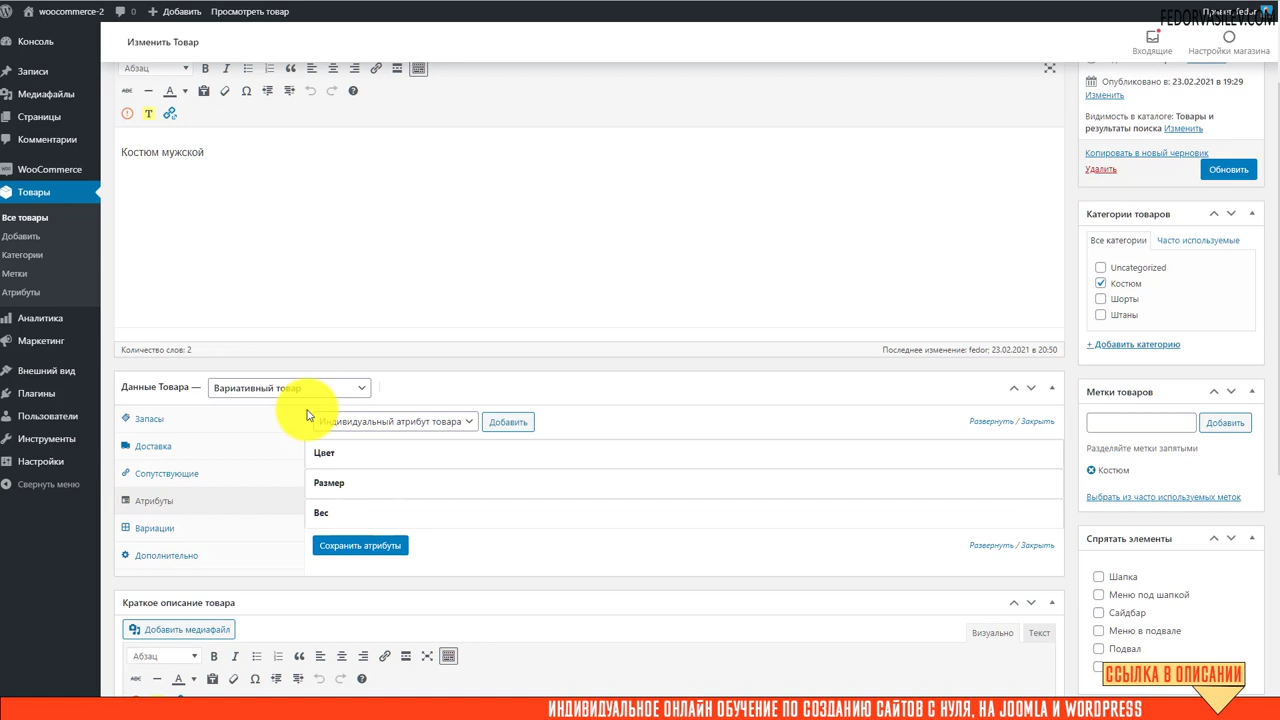 woocommerce-2 0 Добавить Просмотреть товар
FEDORVASILEV.COM
Консоль
Записи
Медиафайлы
Страницы
Комментарии
WooCommerce
Товары
Все товары
Добавить
Категории
Метки
Атрибуты
Аналитика
Маркетинг
Внешний вид
Плагины
Пользователи
Инструменты
Настройки
Свернуть меню
Изменить Товар
Входящие
Настройки магазина
Абзац
ABC
Костюм мужской
Количество слов: 2
Последнее изменение: fedor; 23.02.2021 в 20:50
Данные Товара — Вариативный товар
Запасы
Доставка
Сопутствующие
Атрибуты
Вариации
Дополнительно
Индивидуальный атрибут товара
Добавить
Развернуть / Закрыть
Цвет
Размер
Вес
Сохранить атрибуты
Развернуть / Закрыть
Краткое описание товара
Добавить медиафайл
Визуально
Текст
Абзац
ABC
Опубликовано в: 23.02.2021 в 19:29
Изменить
Видимость в каталоге: Товары и
результаты поиска Изменить
Копировать в новый черновик
Удалить
Обновить
Категории товаров
Все категории
Часто используемые
Uncategorized
Костюм
Шорты
Штаны
+ Добавить категорию
Метки товаров
Добавить
Разделяйте метки запятыми
Костюм
Выбрать из часто используемых меток
Спрятать элементы
Шапка
Меню под шапкой
Сайдбар
Меню в подвале
Подвал
ССЫЛКА В ОПИСАНИИ
ИНДИВИДУАЛЬНОЕ ОНЛАЙН ОБУЧЕНИЕ ПО СОЗДАНИЮ САЙТОВ С НУЛЯ, НА JOOMLA И WORDPRESS